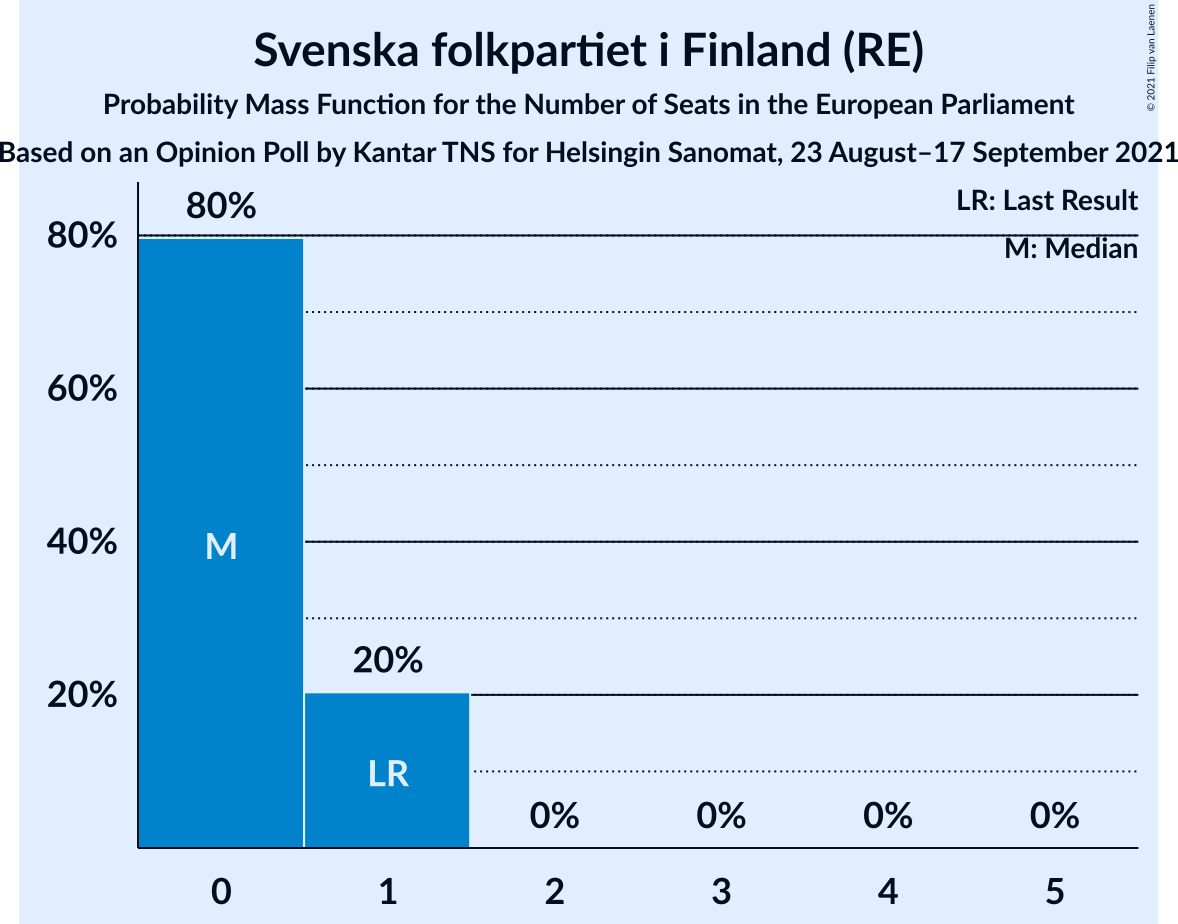 Svenska folkpartiet i Finland (RE)
Probability Mass Function for the Number of Seats in the European Parliament
Based on an Opinion Poll by Kantar TNS for Helsingin Sanomat, 23 August–17 September 2021
© 2021 Filip van Laenen
LR: Last Result
M: Median
80%
60%
40%
20%
80%
20%
0%
0%
0%
0%
M
LR
0 1 2 3 4 5